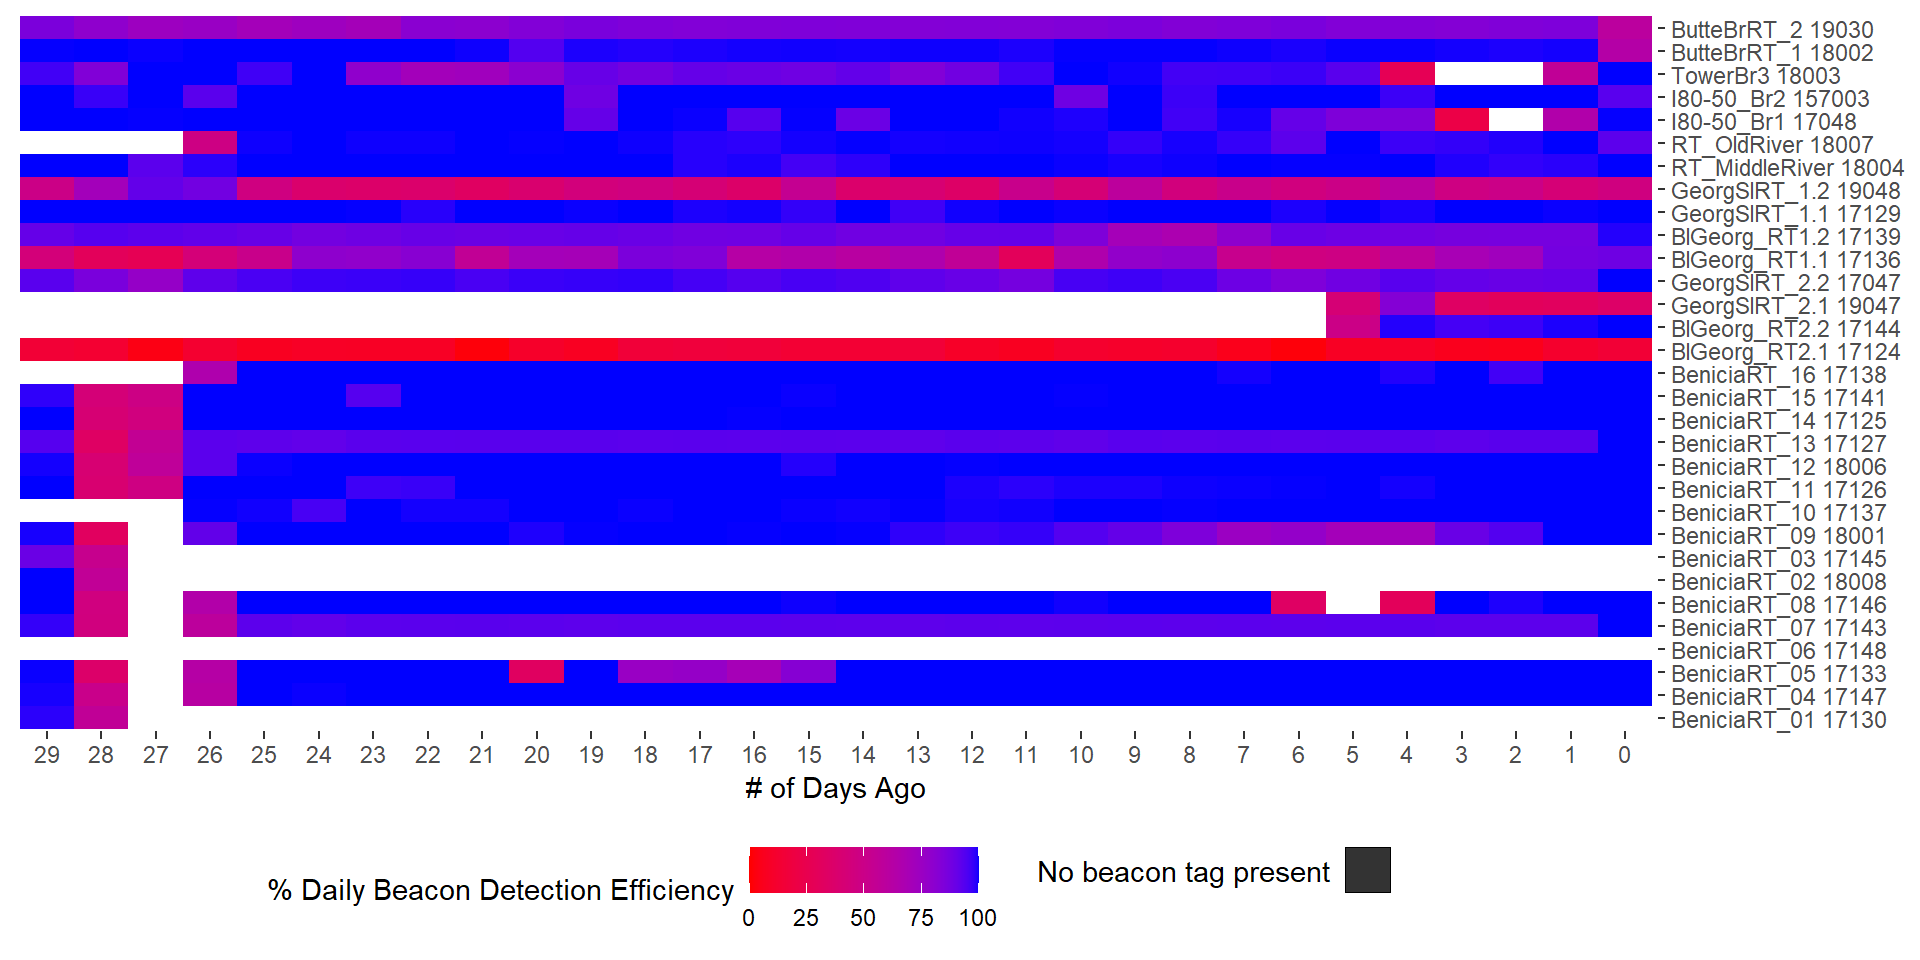 ButteBrRT_2 19030
ButteBrRT_1 18002
TowerBr3 18003
I80-50_Br2 157003
I80-50_Br1 17048
RT_OldRiver 18007
RT_MiddleRiver 18004
GeorgSlRT_1.2 19048
GeorgSlRT_1.1 17129
BlGeorg_RT1.2 17139
BlGeorg_RT1.1 17136
GeorgSlRT_2.2 17047
GeorgSlRT_2.1 19047
BlGeorg_RT2.2 17144
BlGeorg_RT2.1 17124
BeniciaRT_16 17138
BeniciaRT_15 17141
BeniciaRT_14 17125
BeniciaRT_13 17127
BeniciaRT_12 18006
BeniciaRT_11 17126
BeniciaRT_10 17137
BeniciaRT_09 18001
BeniciaRT_03 17145
BeniciaRT_02 18008
BeniciaRT_08 17146
BeniciaRT_07 17143
BeniciaRT_06 17148
BeniciaRT_05 17133
BeniciaRT_04 17147
BeniciaRT_01 17130
29 28 27 26 25 24 23 22 21 20 19 18 17 16 15 14 13 12 11 10 9 8 7 6 5 4 3 2 1 0
# of Days Ago
% Daily Beacon Detection Efficiency
0 25 50 75 100
No beacon tag present